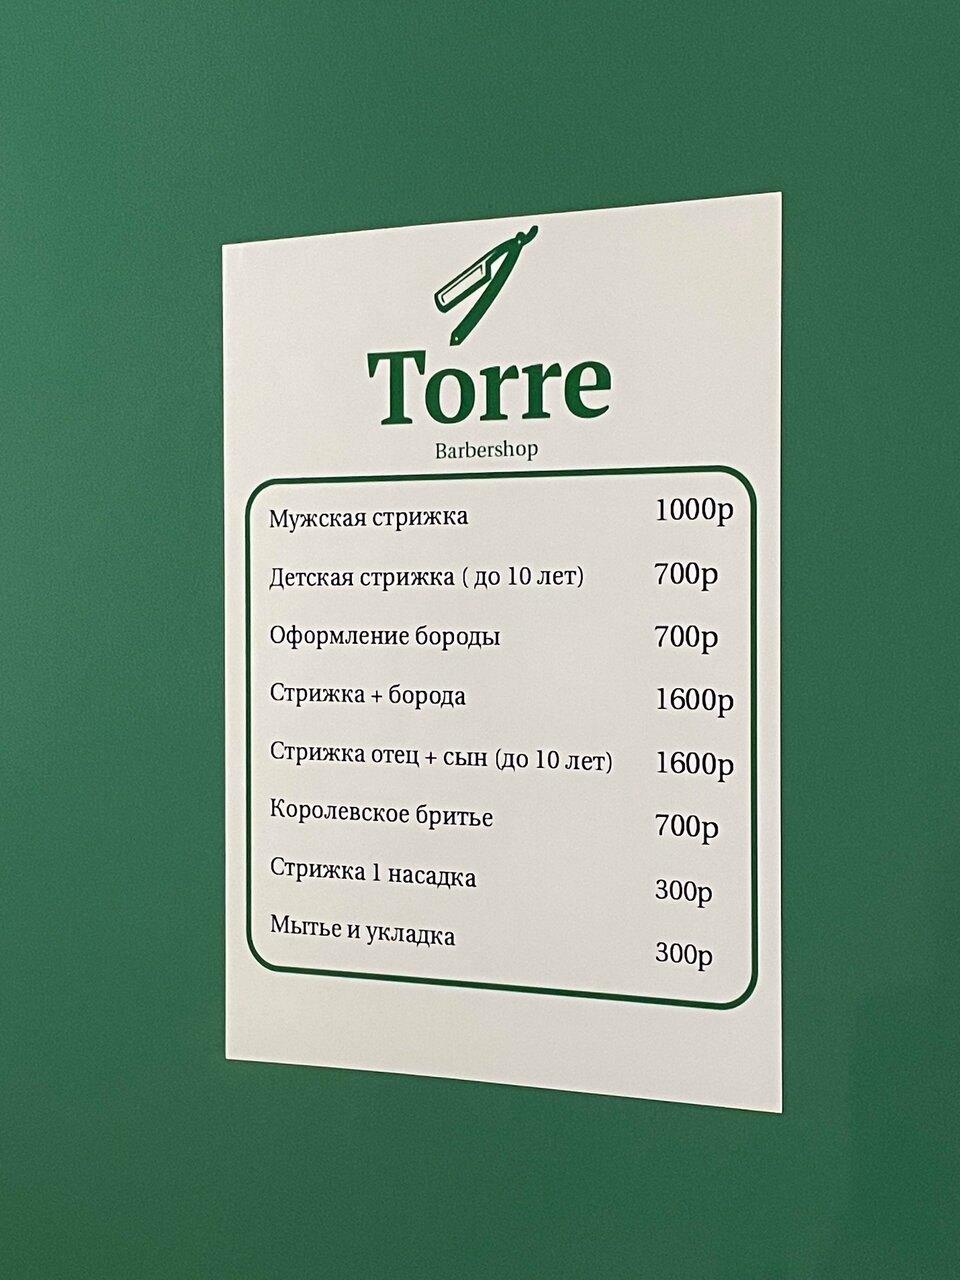 Torre
Barbershop
Мужская стрижка 1000р
Детская стрижка ( до 10 лет) 700р
Оформление бороды 700р
Стрижка + борода 1600р
Стрижка отец + сын (до 10 лет) 1600р
Королевское бритье 700р
Стрижка 1 насадка 300р
Мытье и укладка 300р